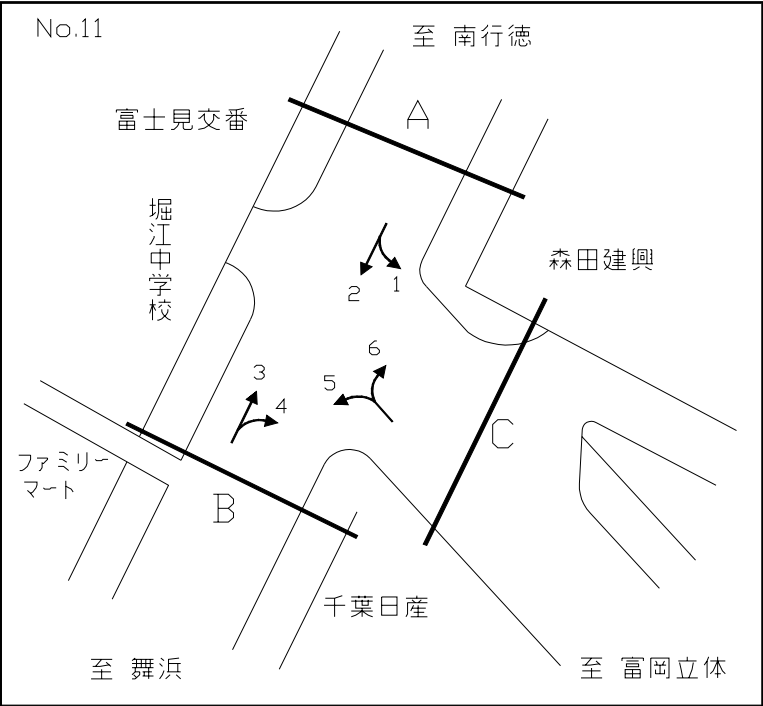 No.11
至 南行徳
富士見交番
A
堀江中学校
森田建興
1
2
6
3
5
4
C
ファミリー
マート
B
千葉日産
至 舞浜
至 富岡立体